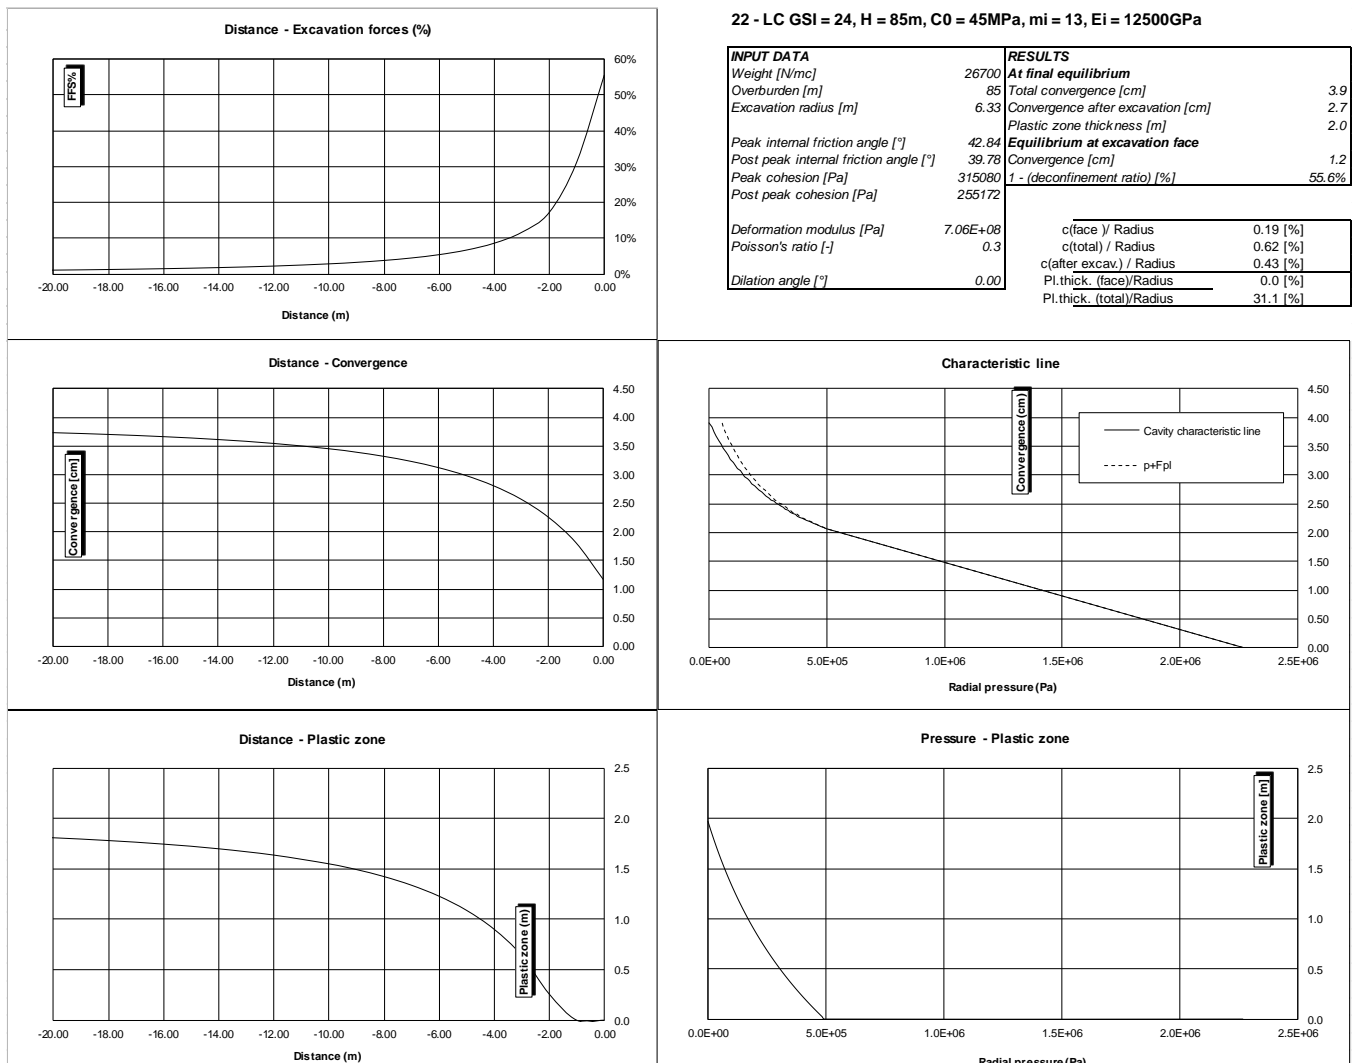 22 - LC GSI = 24, H = 85m, C0 = 45MPa, mi = 13, Ei = 12500GPa
Distance - Excavation forces (%)
FFS%
60%
50%
40%
30%
20%
10%
0%
-20.00 -18.00 -16.00 -14.00 -12.00 -10.00 -8.00 -6.00 -4.00 -2.00 0.00
Distance (m)
INPUT DATA
Weight [N/mc] 26700
Overburden [m] 85
Excavation radius [m] 6.33
Peak internal friction angle [°] 42.84
Post peak internal friction angle [°] 39.78
Peak cohesion [Pa] 315080
Post peak cohesion [Pa] 255172
Deformation modulus [Pa] 7.06E+08
Poisson's ratio [-] 0.3
Dilation angle [°] 0.00
RESULTS
At final equilibrium
Total convergence [cm] 3.9
Convergence after excavation [cm] 2.7
Plastic zone thickness [m] 2.0
Equilibrium at excavation face
Convergence [cm] 1.2
1 - (deconfinement ratio) [%] 55.6%
c(face )/ Radius 0.19 [%]
c(total) / Radius 0.62 [%]
c(after excav.) / Radius 0.43 [%]
Pl.thick. (face)/Radius 0.0 [%]
Pl.thick. (total)/Radius 31.1 [%]
Distance - Convergence
Convergence [cm]
4.50
4.00
3.50
3.00
2.50
2.00
1.50
1.00
0.50
0.00
-20.00 -18.00 -16.00 -14.00 -12.00 -10.00 -8.00 -6.00 -4.00 -2.00 0.00
Distance (m)
Characteristic line
Convergence (cm)
Cavity characteristic line
p+Fpl
4.50
4.00
3.50
3.00
2.50
2.00
1.50
1.00
0.50
0.00
0.0E+00 5.0E+05 1.0E+06 1.5E+06 2.0E+06 2.5E+06
Radial pressure (Pa)
Distance - Plastic zone
Plastic zone (m)
2.5
2.0
1.5
1.0
0.5
0.0
-20.00 -18.00 -16.00 -14.00 -12.00 -10.00 -8.00 -6.00 -4.00 -2.00 0.00
Distance (m)
Pressure - Plastic zone
Plastic zone [m]
2.5
2.0
1.5
1.0
0.5
0.0
0.0E+00 5.0E+05 1.0E+06 1.5E+06 2.0E+06 2.5E+06
Radial pressure (Pa)